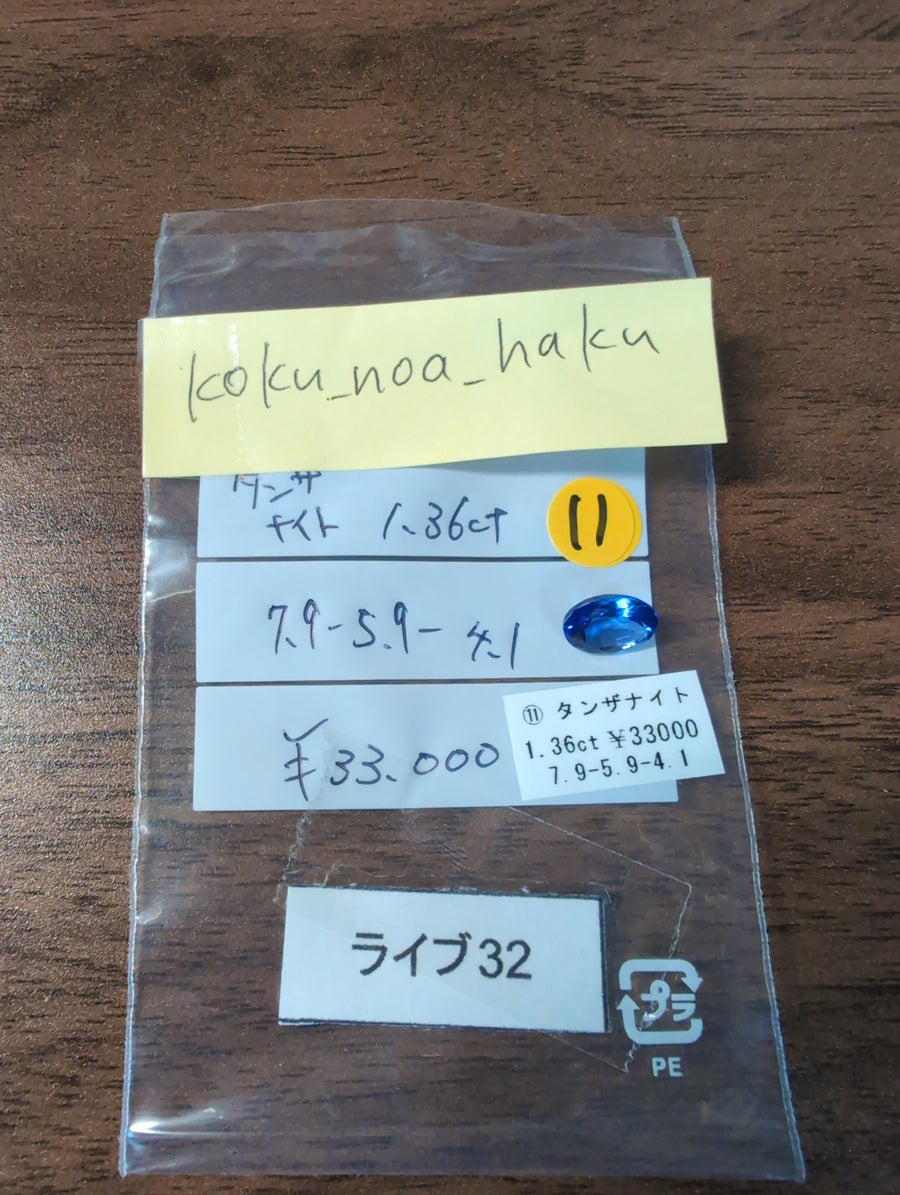 koku_noa_haku
タンザ
ナイト 1.36ct
11
7.9-5.9-4.1
¥33.000
⑪ タンザナイト
1.36ct ¥33000
7.9-5.9-4.1
ライブ32
プラ
PE